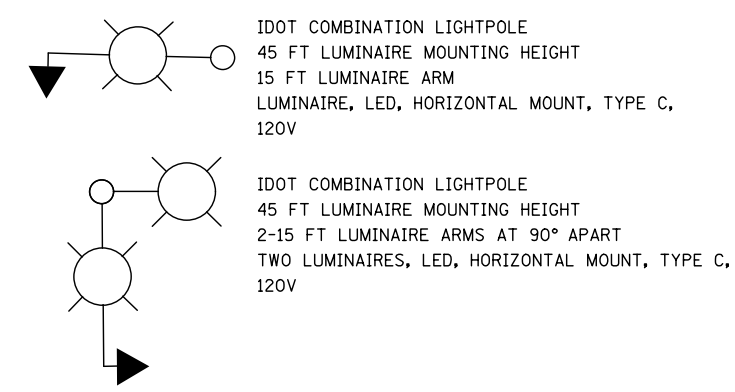 IDOT COMBINATION LIGHTPOLE
45 FT LUMINAIRE MOUNTING HEIGHT
15 FT LUMINAIRE ARM
LUMINAIRE, LED, HORIZONTAL MOUNT, TYPE C,
120V
IDOT COMBINATION LIGHTPOLE
45 FT LUMINAIRE MOUNTING HEIGHT
2-15 FT LUMINAIRE ARMS AT 90° APART
TWO LUMINAIRES, LED, HORIZONTAL MOUNT, TYPE C,
120V